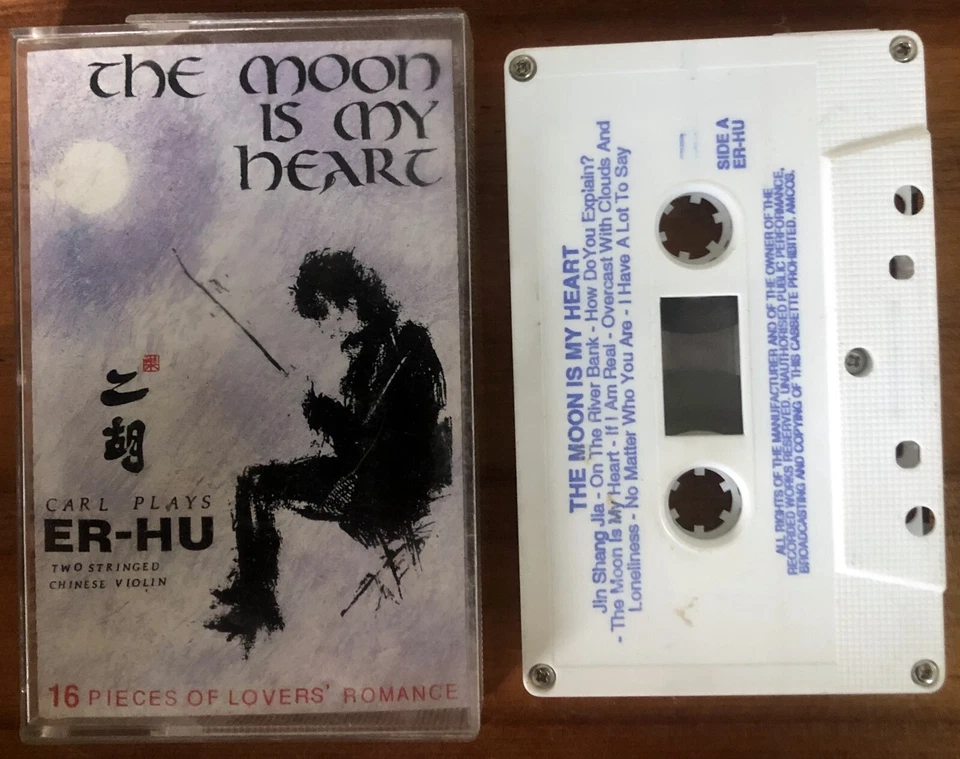 THE MOON
IS MY
HEART
二胡
CARL PLAYS
ER-HU
TWO STRINGED
CHINESE VIOLIN
16 PIECES OF LOVERS' ROMANCE
SIDE A
ER-HU
THE MOON IS MY HEART
Jin Shang Jia - On The River Bank - How DoYou Explain?
- The Moon Is My Heart - If I Am Real - Overcast With Clouds And
Loneliness - No Matter Who You Are - I Have A Lot To Say
ALL RIGHTS OF THE MANUFACTURER AND OF THE OWNER OF THE
RECORDED WORKS RESERVED. UNAUTHORISED PUBLIC PERFORMANCE,
BROADCASTING AND COPYING OF THIS CASSETTE PROHIBITED. AMCOS.